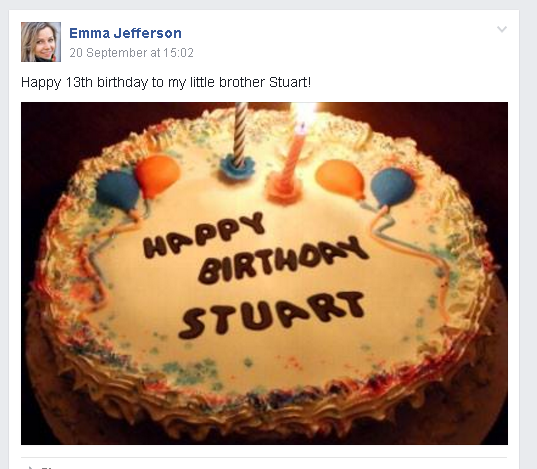 Emma Jefferson
20 September at 15:02
Happy 13th birthday to my little brother Stuart!
HAPPY
BIRTHDAY
STUART